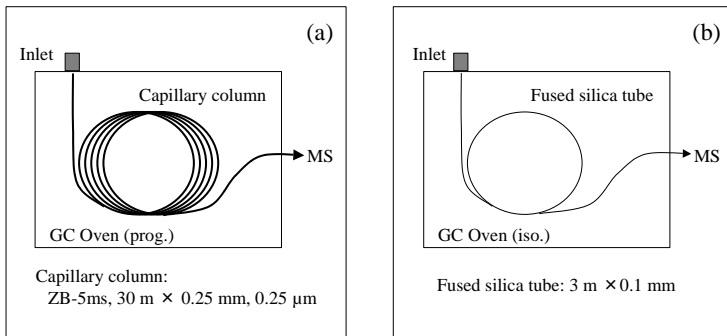 (a)
Inlet
Capillary column
MS
GC Oven (prog.)
Capillary column:
ZB-5ms, 30 m × 0.25 mm, 0.25 μm
(b)
Inlet
Fused silica tube
MS
GC Oven (iso.)
Fused silica tube: 3 m ×0.1 mm